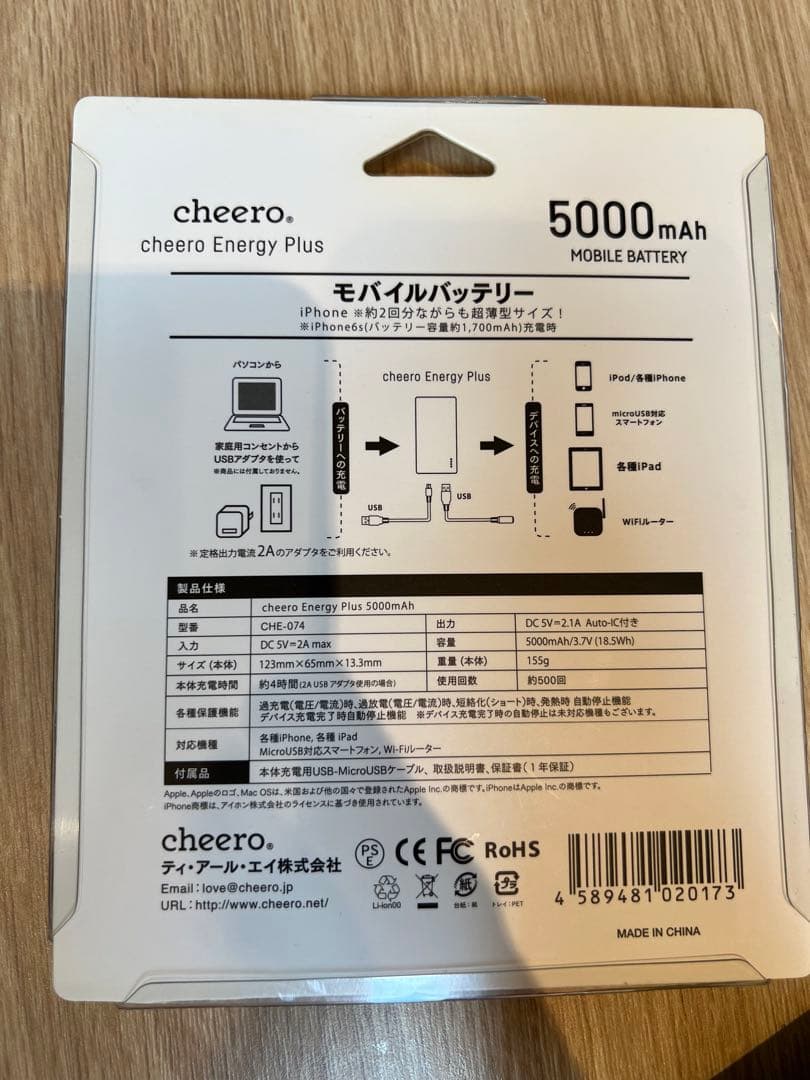 cheero®
cheero Energy Plus
5000mAh
MOBILE BATTERY
モバイルバッテリー
iPhone ※約2回分ながらも超薄型サイズ！
※iPhone6s(バッテリー容量約1,700mAh)充電時
パソコンから
家庭用コンセントから
USBアダプタを使って
※商品には付属しておりません。
※定格出力電流2Aのアダプタをご利用ください。
バッテリーへの充電
cheero Energy Plus
USB
USB
デバイスへの充電
iPod/各種iPhone
microUSB対応
スマートフォン
各種iPad
WiFiルーター
製品仕様
品名 cheero Energy Plus 5000mAh
型番 CHE-074 出力 DC 5V=2.1A Auto-IC付き
入力 DC 5V=2A max 容量 5000mAh/3.7V (18.5Wh)
サイズ (本体) 123mm×65mm×13.3mm 重量 (本体) 155g
本体充電時間 約4時間(2A USB アダプタ使用の場合) 使用回数 約500回
各種保護機能 過充電(電圧/電流)時、過放電(電圧/電流)時、短絡化(ショート)時、発熱時 自動停止機能
デバイス充電完了時自動停止機能 ※デバイス充電完了時の自動停止は未対応機種もございます。
対応機種 各種iPhone, 各種 iPad
MicroUSB対応スマートフォン, Wi-Fiルーター
付属品 本体充電用USB-MicroUSBケーブル、取扱説明書、保証書（1年保証）
Apple、Appleのロゴ、Mac OSは、米国および他の国々で登録されたApple Inc.の商標です。iPhoneはApple Inc.の商標です。
iPhone商標は、アイホン株式会社のライセンスに基づき使用されています。
cheero®
ティ・アール・エイ株式会社
Email：love@cheero.jp
URL：http://www.cheero.net/
PSE
CE FC RoHS
Li-ion00
紙
台紙：紙
プラ
トレイ：PET
4 589481 020173
MADE IN CHINA